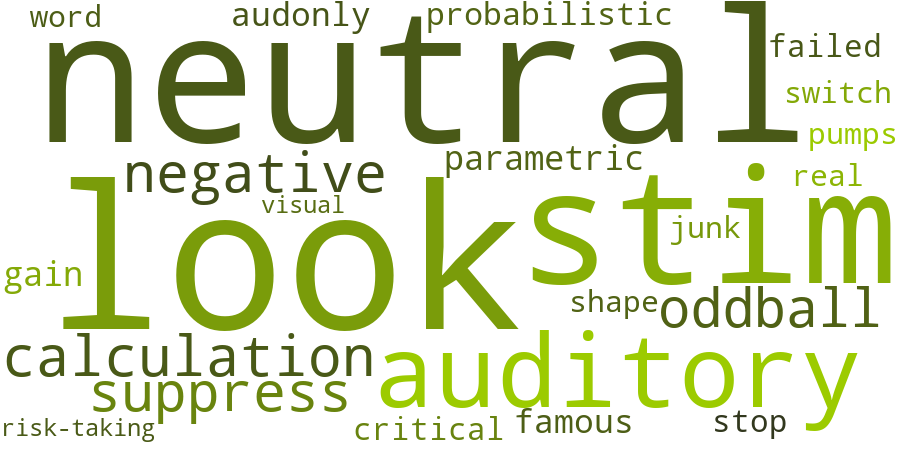 word audonly probabilistic
neutral failed
switch
pumps
negative parametric real
visual
look stim
junk
gain
shape oddball
calculation auditory
suppress
risk-taking critical famous stop